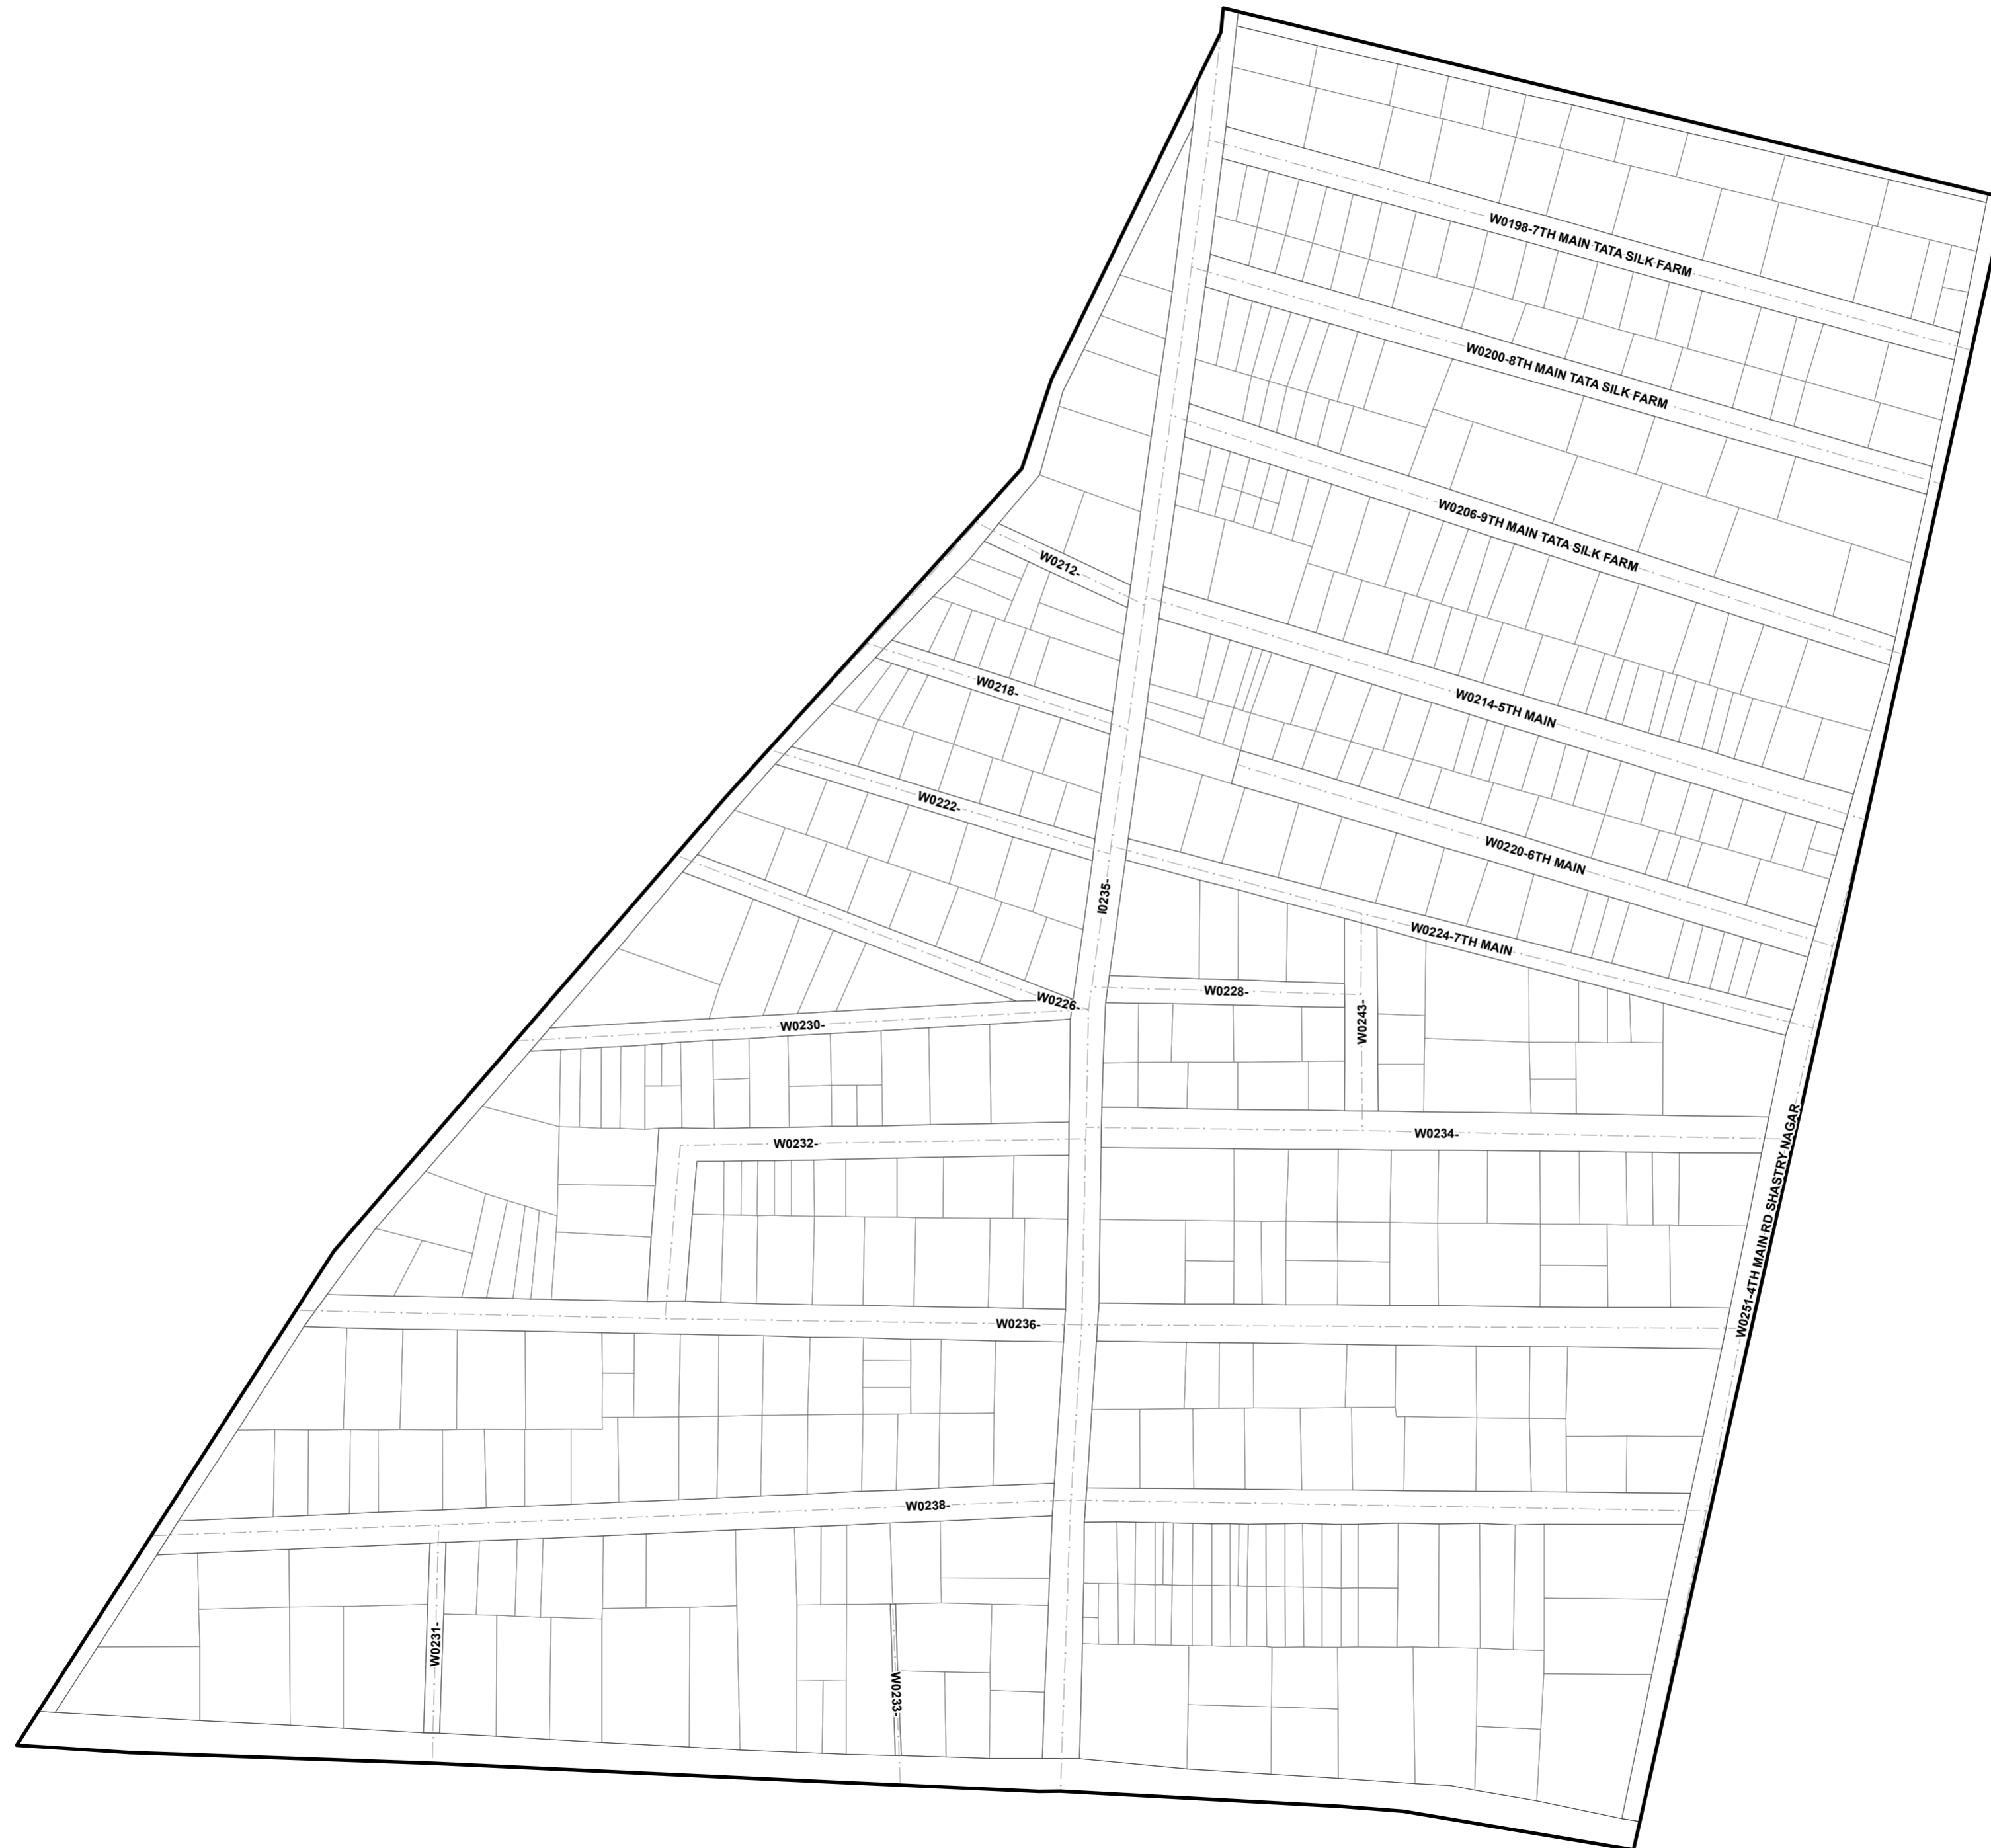 W0198-7TH MAIN TATA SILK FARM
W0200-8TH MAIN TATA SILK FARM
W0206-9TH MAIN TATA SILK FARM
W0212-
W0218-
W0214-5TH MAIN
W0222-
W0220-6TH MAIN
I0235-
W0224-7TH MAIN
W0226-
W0228-
W0230-
W0243-
W0232-
W0234-
W0251-4TH MAIN RD SHASTRY NAGAR
W0236-
W0238-
W0231-
W0233-